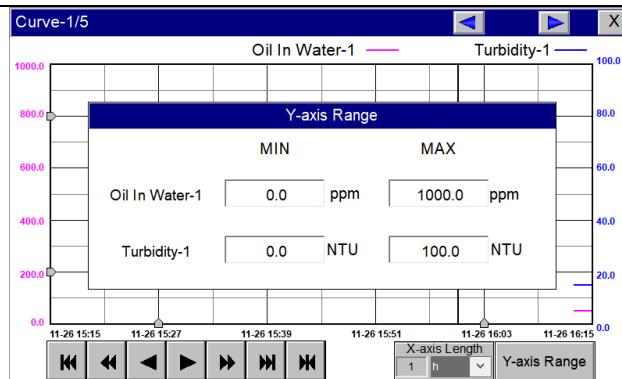 Curve-1/5 X
Oil In Water-1 Turbidity-1
1000.0 100.0
800.0 80.0
Y-axis Range
MIN MAX
600.0 60.0
Oil In Water-1 0.0 ppm 1000.0 ppm
400.0 40.0
Turbidity-1 0.0 NTU 100.0 NTU
200.0 20.0
0.0 0.0
11-26 15:15 11-26 15:27 11-26 15:39 11-26 15:51 11-26 16:03 11-26 16:15
X-axis Length
1 h Y-axis Range